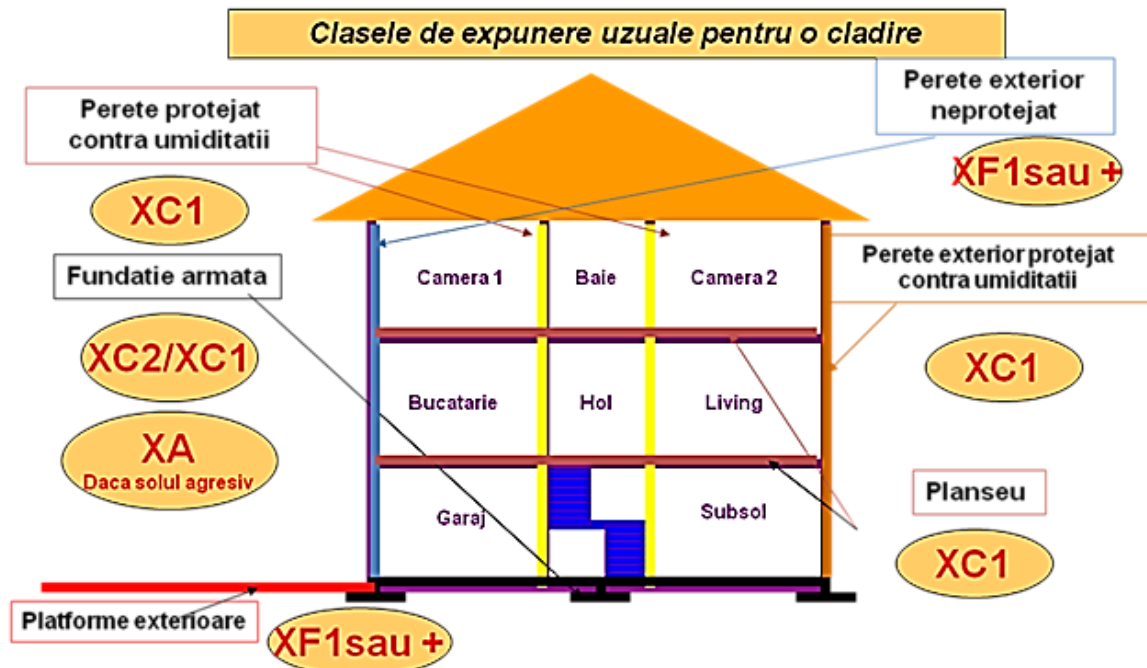 Clasele de expunere uzuale pentru o cladire
Perete protejat
contra umiditatii
Perete exterior
neprotejat
XC1
XF1sau +
Fundatie armata
Camera 1
Baie
Camera 2
Perete exterior protejat
contra umiditatii
XC2/XC1
XC1
Bucatarie
Hol
Living
XA
Daca solul agresiv
Garaj
Subsol
Planseu
XC1
Platforme exterioare
XF1sau +